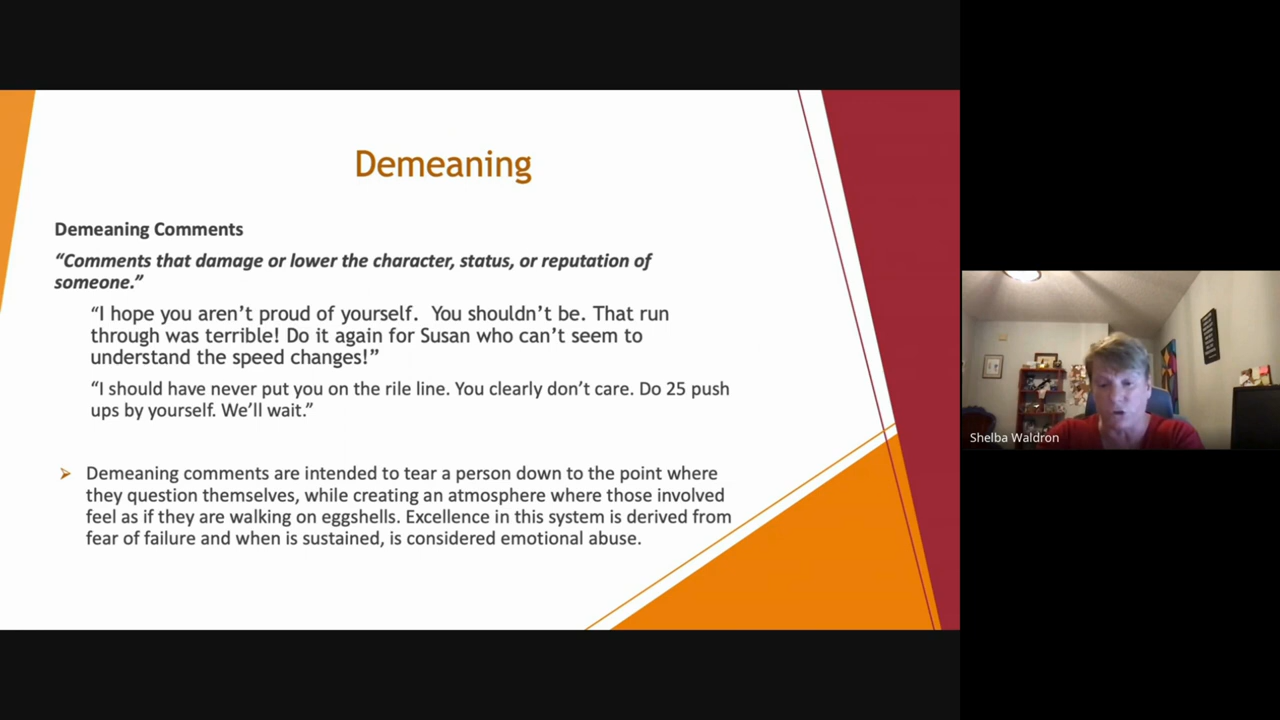 Demeaning
Demeaning Comments
“Comments that damage or lower the character, status, or reputation of
someone.”
“I hope you aren’t proud of yourself.  You shouldn’t be. That run
through was terrible! Do it again for Susan who can’t seem to
understand the speed changes!”
“I should have never put you on the rile line. You clearly don’t care. Do 25 push
ups by yourself. We’ll wait.”
Demeaning comments are intended to tear a person down to the point where
they question themselves, while creating an atmosphere where those involved
feel as if they are walking on eggshells. Excellence in this system is derived from
fear of failure and when is sustained, is considered emotional abuse.
Shelba Waldron